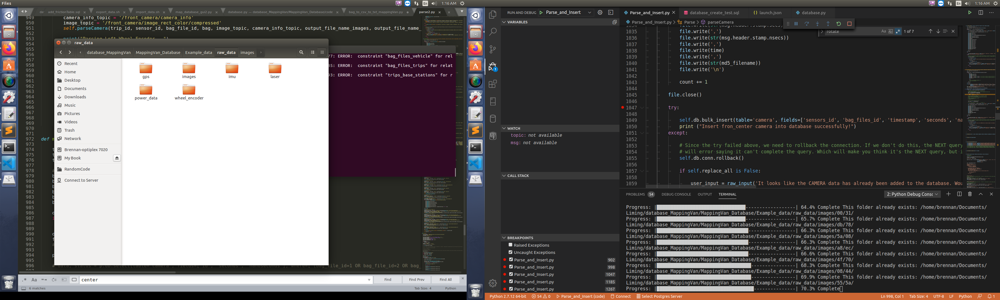 Files
En
1:16 AM
add_frictionTable.sql
export_data.sh
import_data.sh
map_database_gui2.py
database.py — database_MappingVan/MappingVan_Database/code
bag_to_csv_to_txt_mappingVan.py
parse2.py
949 camera_info_topic = '/front_camera/camera_info'
950 image_topic = '/front_camera/image_rect_color/compressed'
951 self.parseCamera(trip_id, sensor_id, bag_file_id, bag, image_topic, camera_info_topic, output_file_name_images, output_file_name_
952
953
954
955
956
957
958
959
960
961
962
963
964
965
966
967
968
969
970
971
972 def
973
974
975
976
977
978
979
980
981
982
983
984
985
986
987
988
989
990
991
992
993
994
995
996
raw_data
database_MappingVan
MappingVan_Database
Example_data
raw_data
images
Recent
Home
Desktop
Documents
Downloads
Music
Pictures
Videos
Trash
Network
Brennan-optiplex 7020
My Book
RandomCode
Connect to Server
gps
images
imu
laser
power_data
wheel_encoder
77: ERROR:  constraint "bag_files_vehicle" for rel
85: ERROR:  constraint "bag_files_trips" for relat
93: ERROR:  constraint "trips_base_stations" for r
.*
Aa
center
Find
Find Prev
Find All
6 matches
Tab Size: 4
Python
En
1:16 AM
RUN AND DEBUG
Parse_and_Insert
VARIABLES
WATCH
topic: not available
msg: not available
CALL STACK
BREAKPOINTS
Raised Exceptions
Uncaught Exceptions
Parse_and_Insert.py 902
Parse_and_Insert.py 998
Parse_and_Insert.py 1047
Parse_and_Insert.py 1185
Parse_and_Insert.py 1267
1
Parse_and_Insert.py
database_create_test.sql
launch.json
database.py
Parse_and_Insert.py > Parse > parseCamera
rotate
Aa
1 of 7
1035 file.write(',')
1036 file.write(str(msg.header.stamp.nsecs))
1037 file.write(',')
1038 file.write(time)
1039 file.write(',')
1040 file.write(str(md5_filename))
1041 file.write('\n')
1042
1043 count += 1
1044
1045 file.close()
1046
1047 try:
1048
1049 self.db.bulk_insert(table='camera', fields=['sensors_id', 'bag_files_id', 'timestamp', 'seconds', 'na
1050 print ("Insert fron_center camera into database successfully!")
1051 except:
1052
1053 # Since the try failed above, we need to rollback the connection. If we don't do this, the NEXT query
1054 # will error saying it can't complete the query. Which will make you think it's the NEXT query, but i
1055 self.db.conn.rollback()
1056
1057 if self.replace_all is False:
1058
1059 user_input = raw_input('It looks like the CAMERA data has already been added to the database. Wou
PROBLEMS 54
DEBUG CONSOLE
OUTPUT
TERMINAL
2: Python Debug Consc
Progress: | ------------------| 64.4% Complete This folder already exists: /home/brennan/Documents/
Liming/database_MappingVan/MappingVan_Database/Example_data/raw_data/images/00/31/
Progress: | ------------------| 65.7% Complete This folder already exists: /home/brennan/Documents/
Liming/database_MappingVan/MappingVan_Database/Example_data/raw_data/images/db/78/
Progress: | -----------------| 66.3% Complete This folder already exists: /home/brennan/Documents/
Liming/database_MappingVan/MappingVan_Database/Example_data/raw_data/images/5a/08/
Progress: | -----------------| 66.3% Complete This folder already exists: /home/brennan/Documents/
Liming/database_MappingVan/MappingVan_Database/Example_data/raw_data/images/a8/ec/
Progress: | -----------------| 66.6% Complete This folder already exists: /home/brennan/Documents/
Liming/database_MappingVan/MappingVan_Database/Example_data/raw_data/images/4f/70/
Progress: | -----------------| 68.3% Complete This folder already exists: /home/brennan/Documents/
Liming/database_MappingVan/MappingVan_Database/Example_data/raw_data/images/08/44/
Progress: | ----------------| 69.9% Complete This folder already exists: /home/brennan/Documents/
Liming/database_MappingVan/MappingVan_Database/Example_data/raw_data/images/55/5a/
Progress: | ---------------| 70.3% Complete
Python 2.7.12 64-bit
54
0
Parse_and_Insert (code)
Connect
Select Postgres Server
Ln 998, Col 1
Tab Size: 4
UTF-8
LF
Python
1